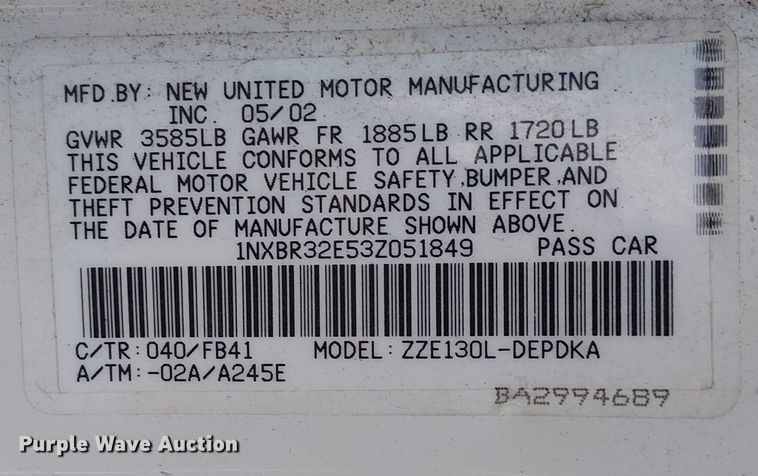 MFD.BY: NEW UNITED MOTOR MANUFACTURING
INC. 05/02
GVWR 3585LB GAWR FR 1885LB RR 1720LB
THIS VEHICLE CONFORMS TO ALL APPLICABLE
FEDERAL MOTOR VEHICLE SAFETY,BUMPER,AND
THEFT PREVENTION STANDARDS IN EFFECT ON
THE DATE OF MANUFACTURE SHOWN ABOVE.
1NXBR32E53Z051849 PASS CAR
C/TR: 040/FB41 MODEL: ZZE130L-DEPDKA
A/TM: -02A/A245E
BA2994689
Purple Wave Auction